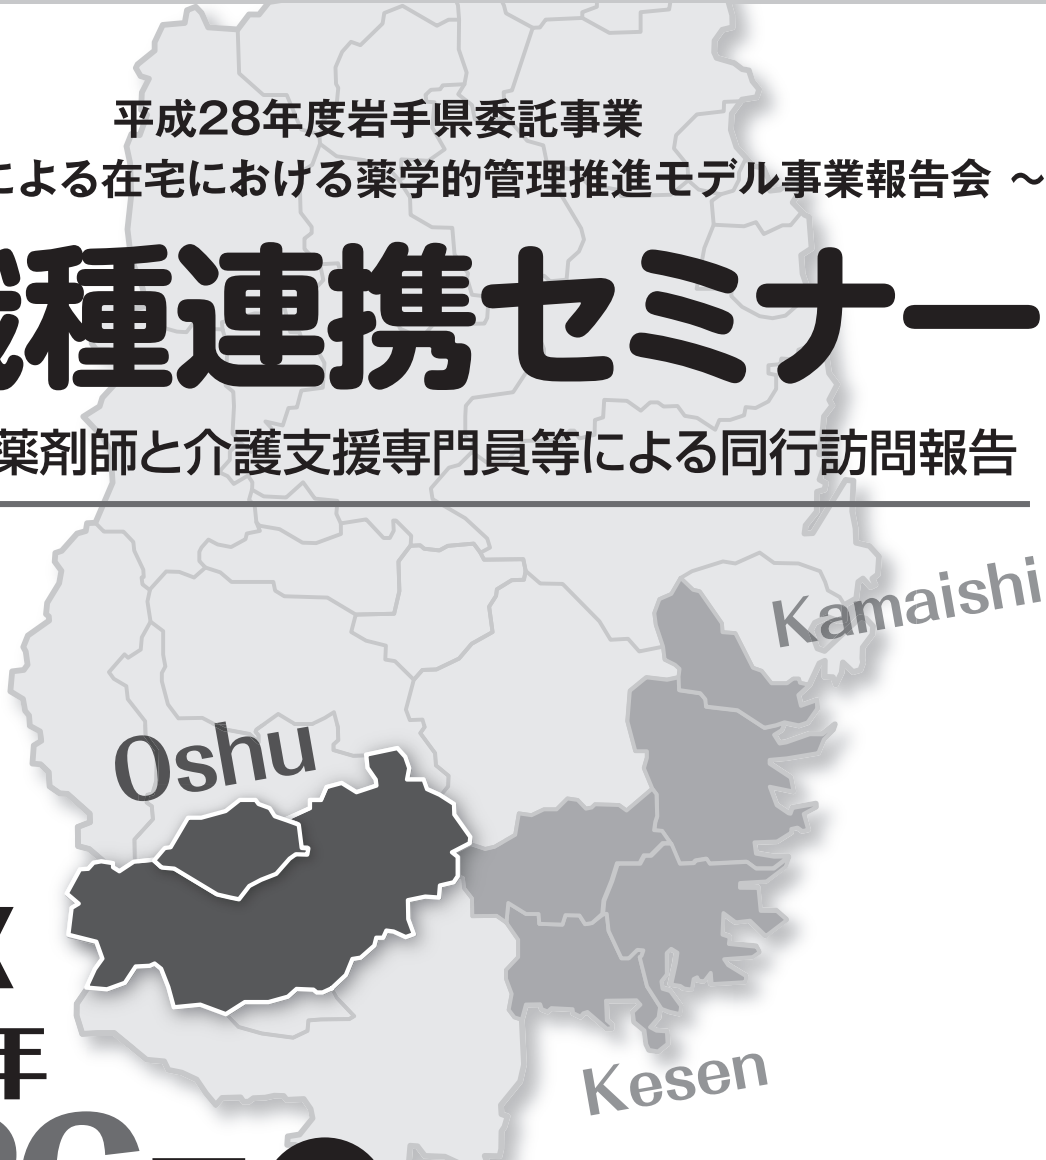 平成28年度岩手県委託事業
による在宅における薬学的管理推進モデル事業報告会 ～
種連携セミナー
薬剤師と介護支援専門員等による同行訪問報告
Kamaishi
Oshu
年
Kesen